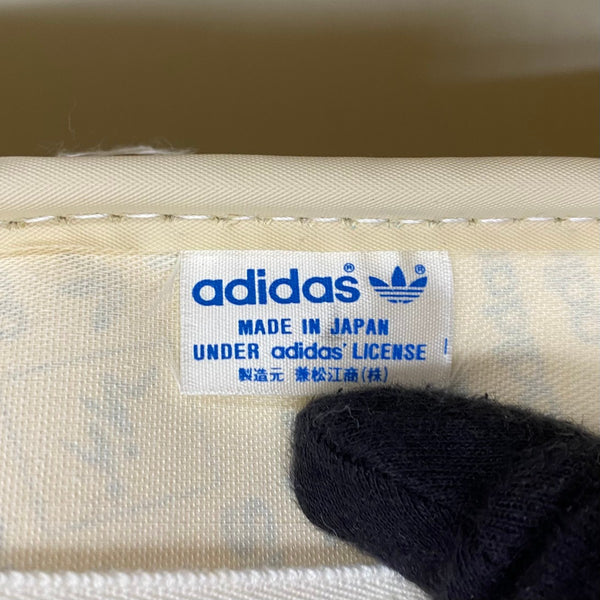 adidas® ®
MADE IN JAPAN
UNDER adidas® LICENSE
製造元 兼松江商(株)